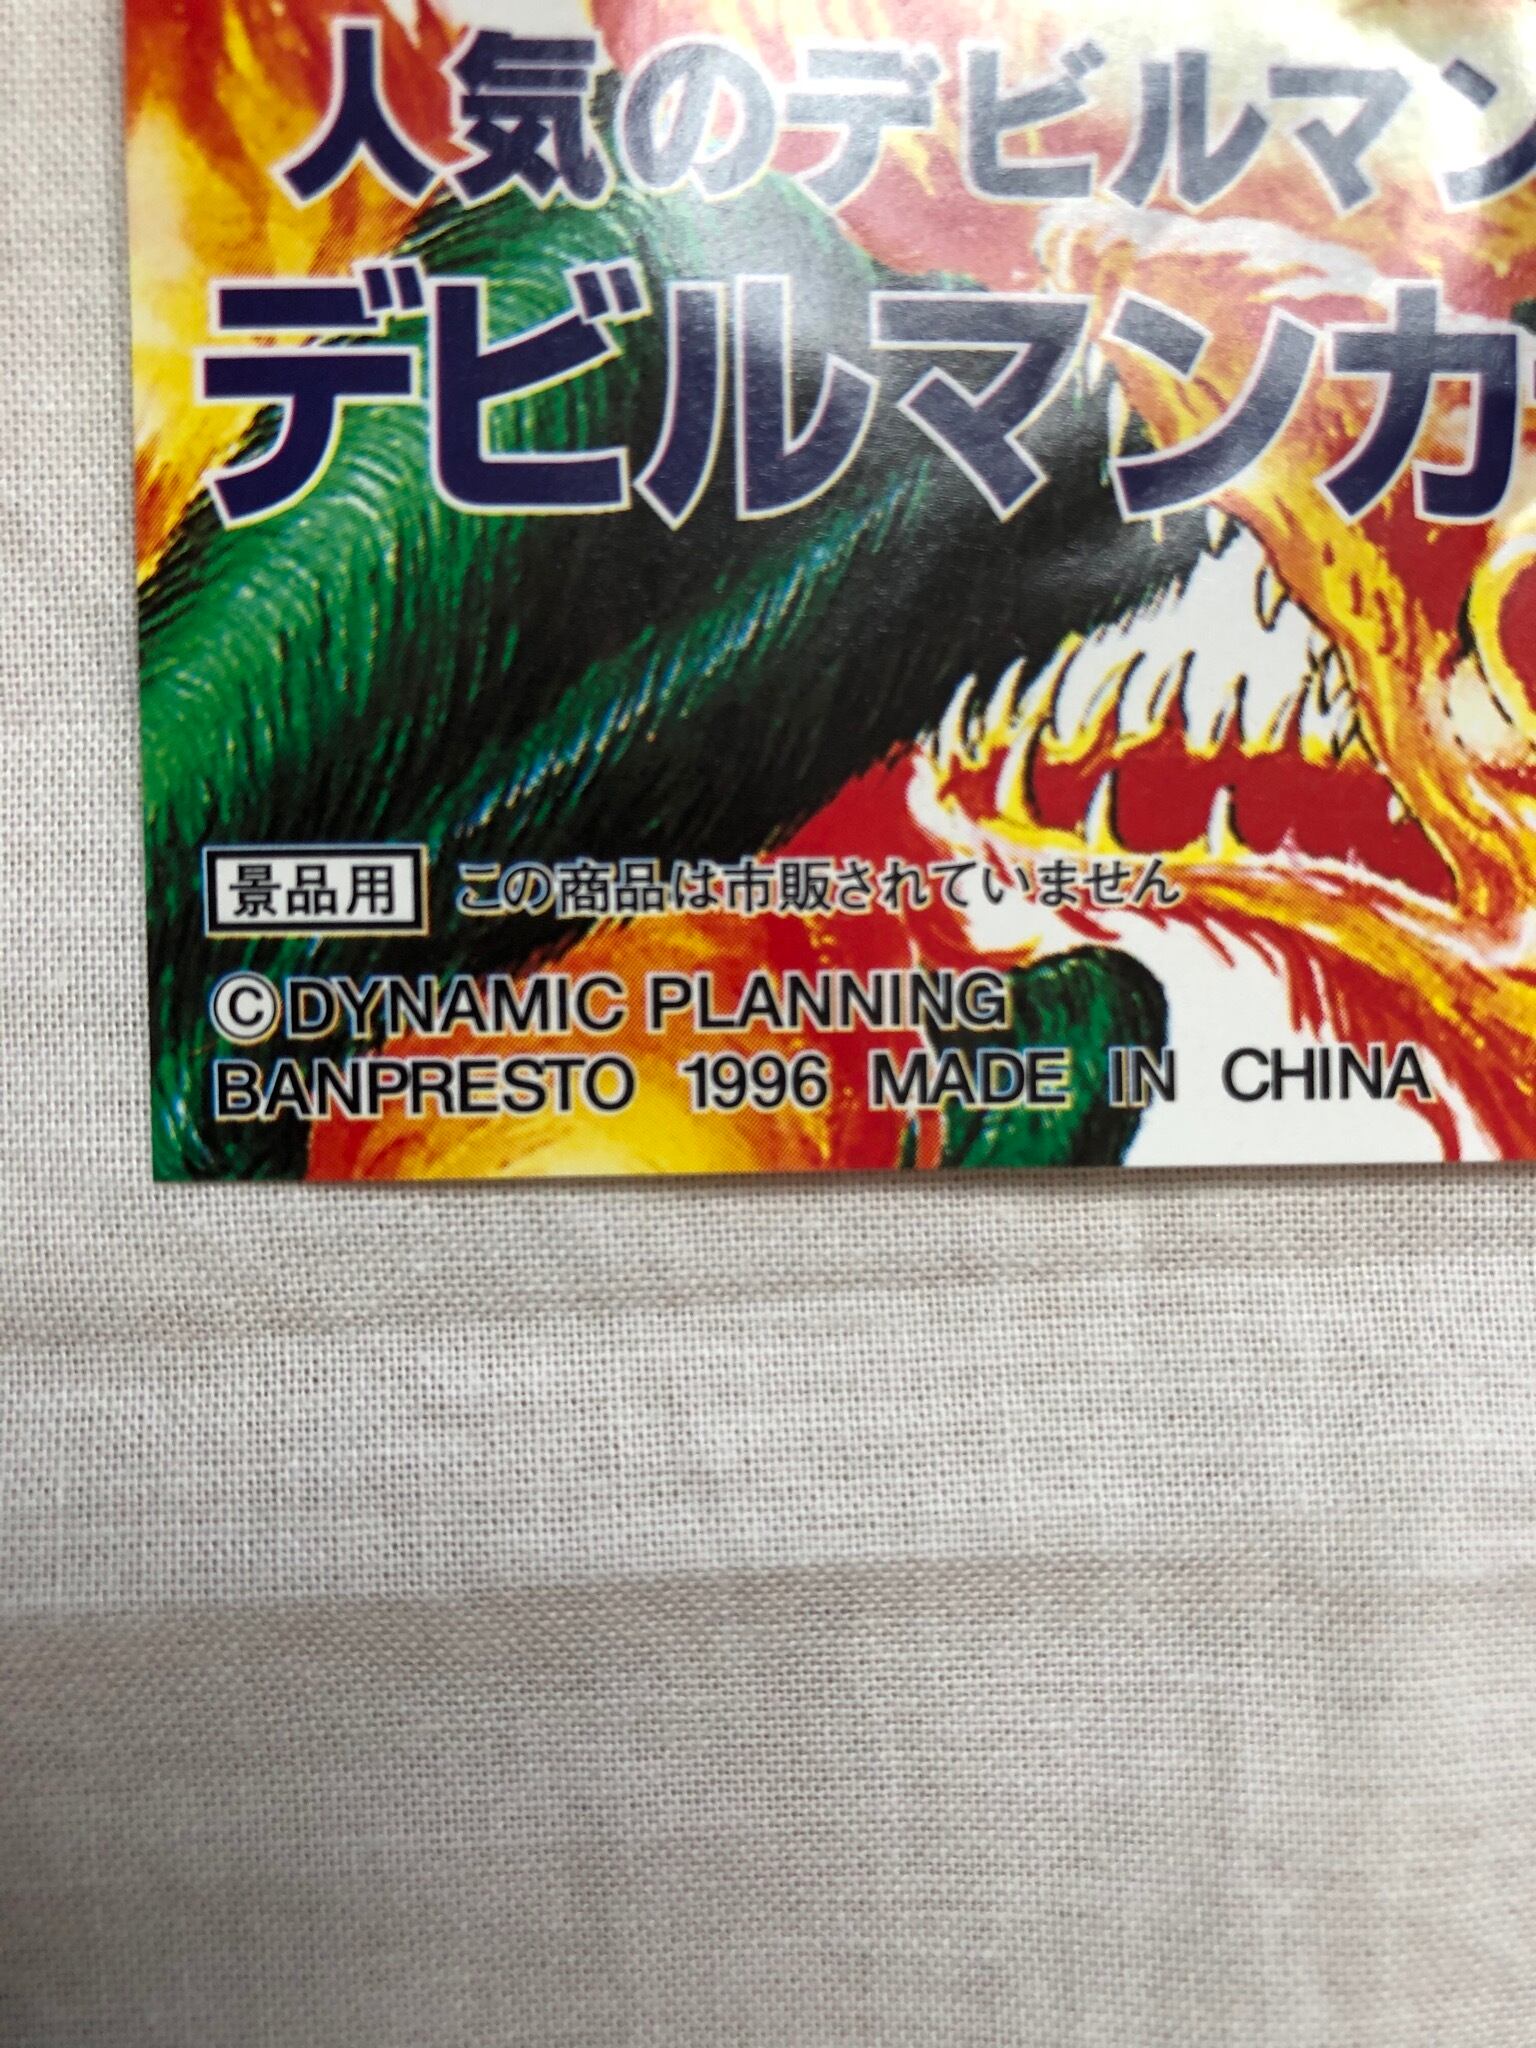 人気のデビルマン
デビルマンカ
景品用 この商品は市販されていません
©DYNAMIC PLANNING
BANPRESTO 1996 MADE IN CHINA